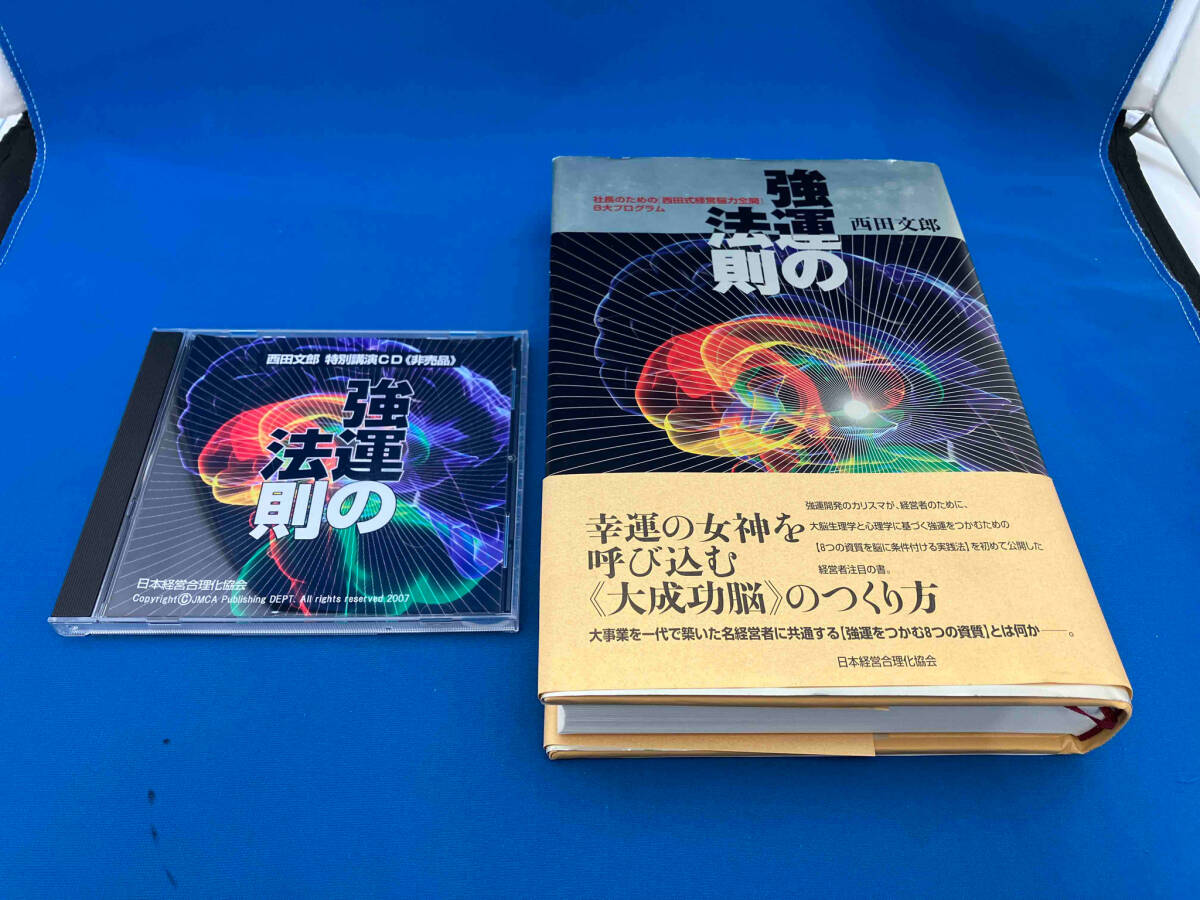 西田文郎 特別講演CD《非売品》
強運の
法則
日本経営合理化協会
CopyrightⒸJMCA Publishing DEPT. All rights reserved 2007
社長のための［西田式経営脳力全開］
8大プログラム
強運の
法則
西田文郎
強運開発のカリスマが、経営者のために、
大脳生理学と心理学に基づく強運をつかむための
【8つの資質を脳に条件付ける実践法】を初めて公開した
経営者注目の書。
幸運の女神を
呼び込む
《大成功脳》のつくり方
大事業を一代で築いた名経営者に共通する【強運をつかむ8つの資質】とは何か──。
日本経営合理化協会